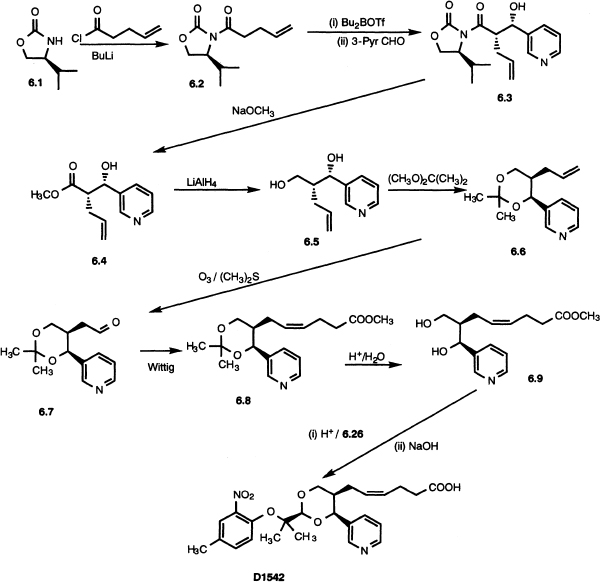 O
O NH
6.1
Cl O
BuLi
O O
O N
6.2
(i) Bu₂BOTf
(ii) 3-Pyr CHO
O O OH
O N
N
6.3
NaOCH₃
O OH
CH₃O
N
6.4
LiAlH₄
OH
HO
N
6.5
(CH₃O)₂C(CH₃)₂
O
H₃C O
CH₃
N
6.6
O₃ / (CH₃)₂S
O
O
H₃C O
CH₃
N
6.7
Wittig
COOCH₃
O
H₃C O
CH₃
N
6.8
H⁺/H₂O
COOCH₃
HO
HO
N
6.9
(i) H⁺ / 6.26
(ii) NaOH
NO₂
O O
O
COOH
CH₃
H₃C CH₃
N
D1542